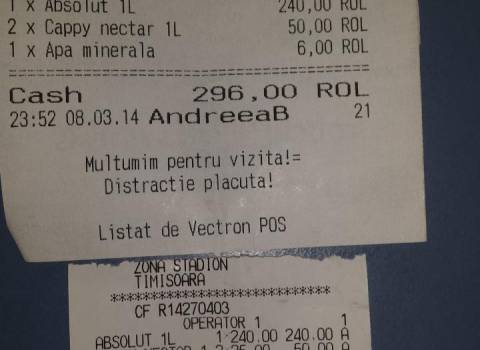 1 x Absolut 1L 240,00 ROL
2 x Cappy nectar 1L 50,00 ROL
1 x Apa minerala 6,00 ROL
================================
Cash 296,00 ROL
23:52 08.03.14 AndreeaB 21
Multumim pentru vizita!=
Distractie placuta!
Listat de Vectron POS
ZONA STADION
TIMISOARA
****************************
CF R14270403
OPERATOR 1 1
ABSOLUT 1L 1·240.00 240.00 A
50.00 A